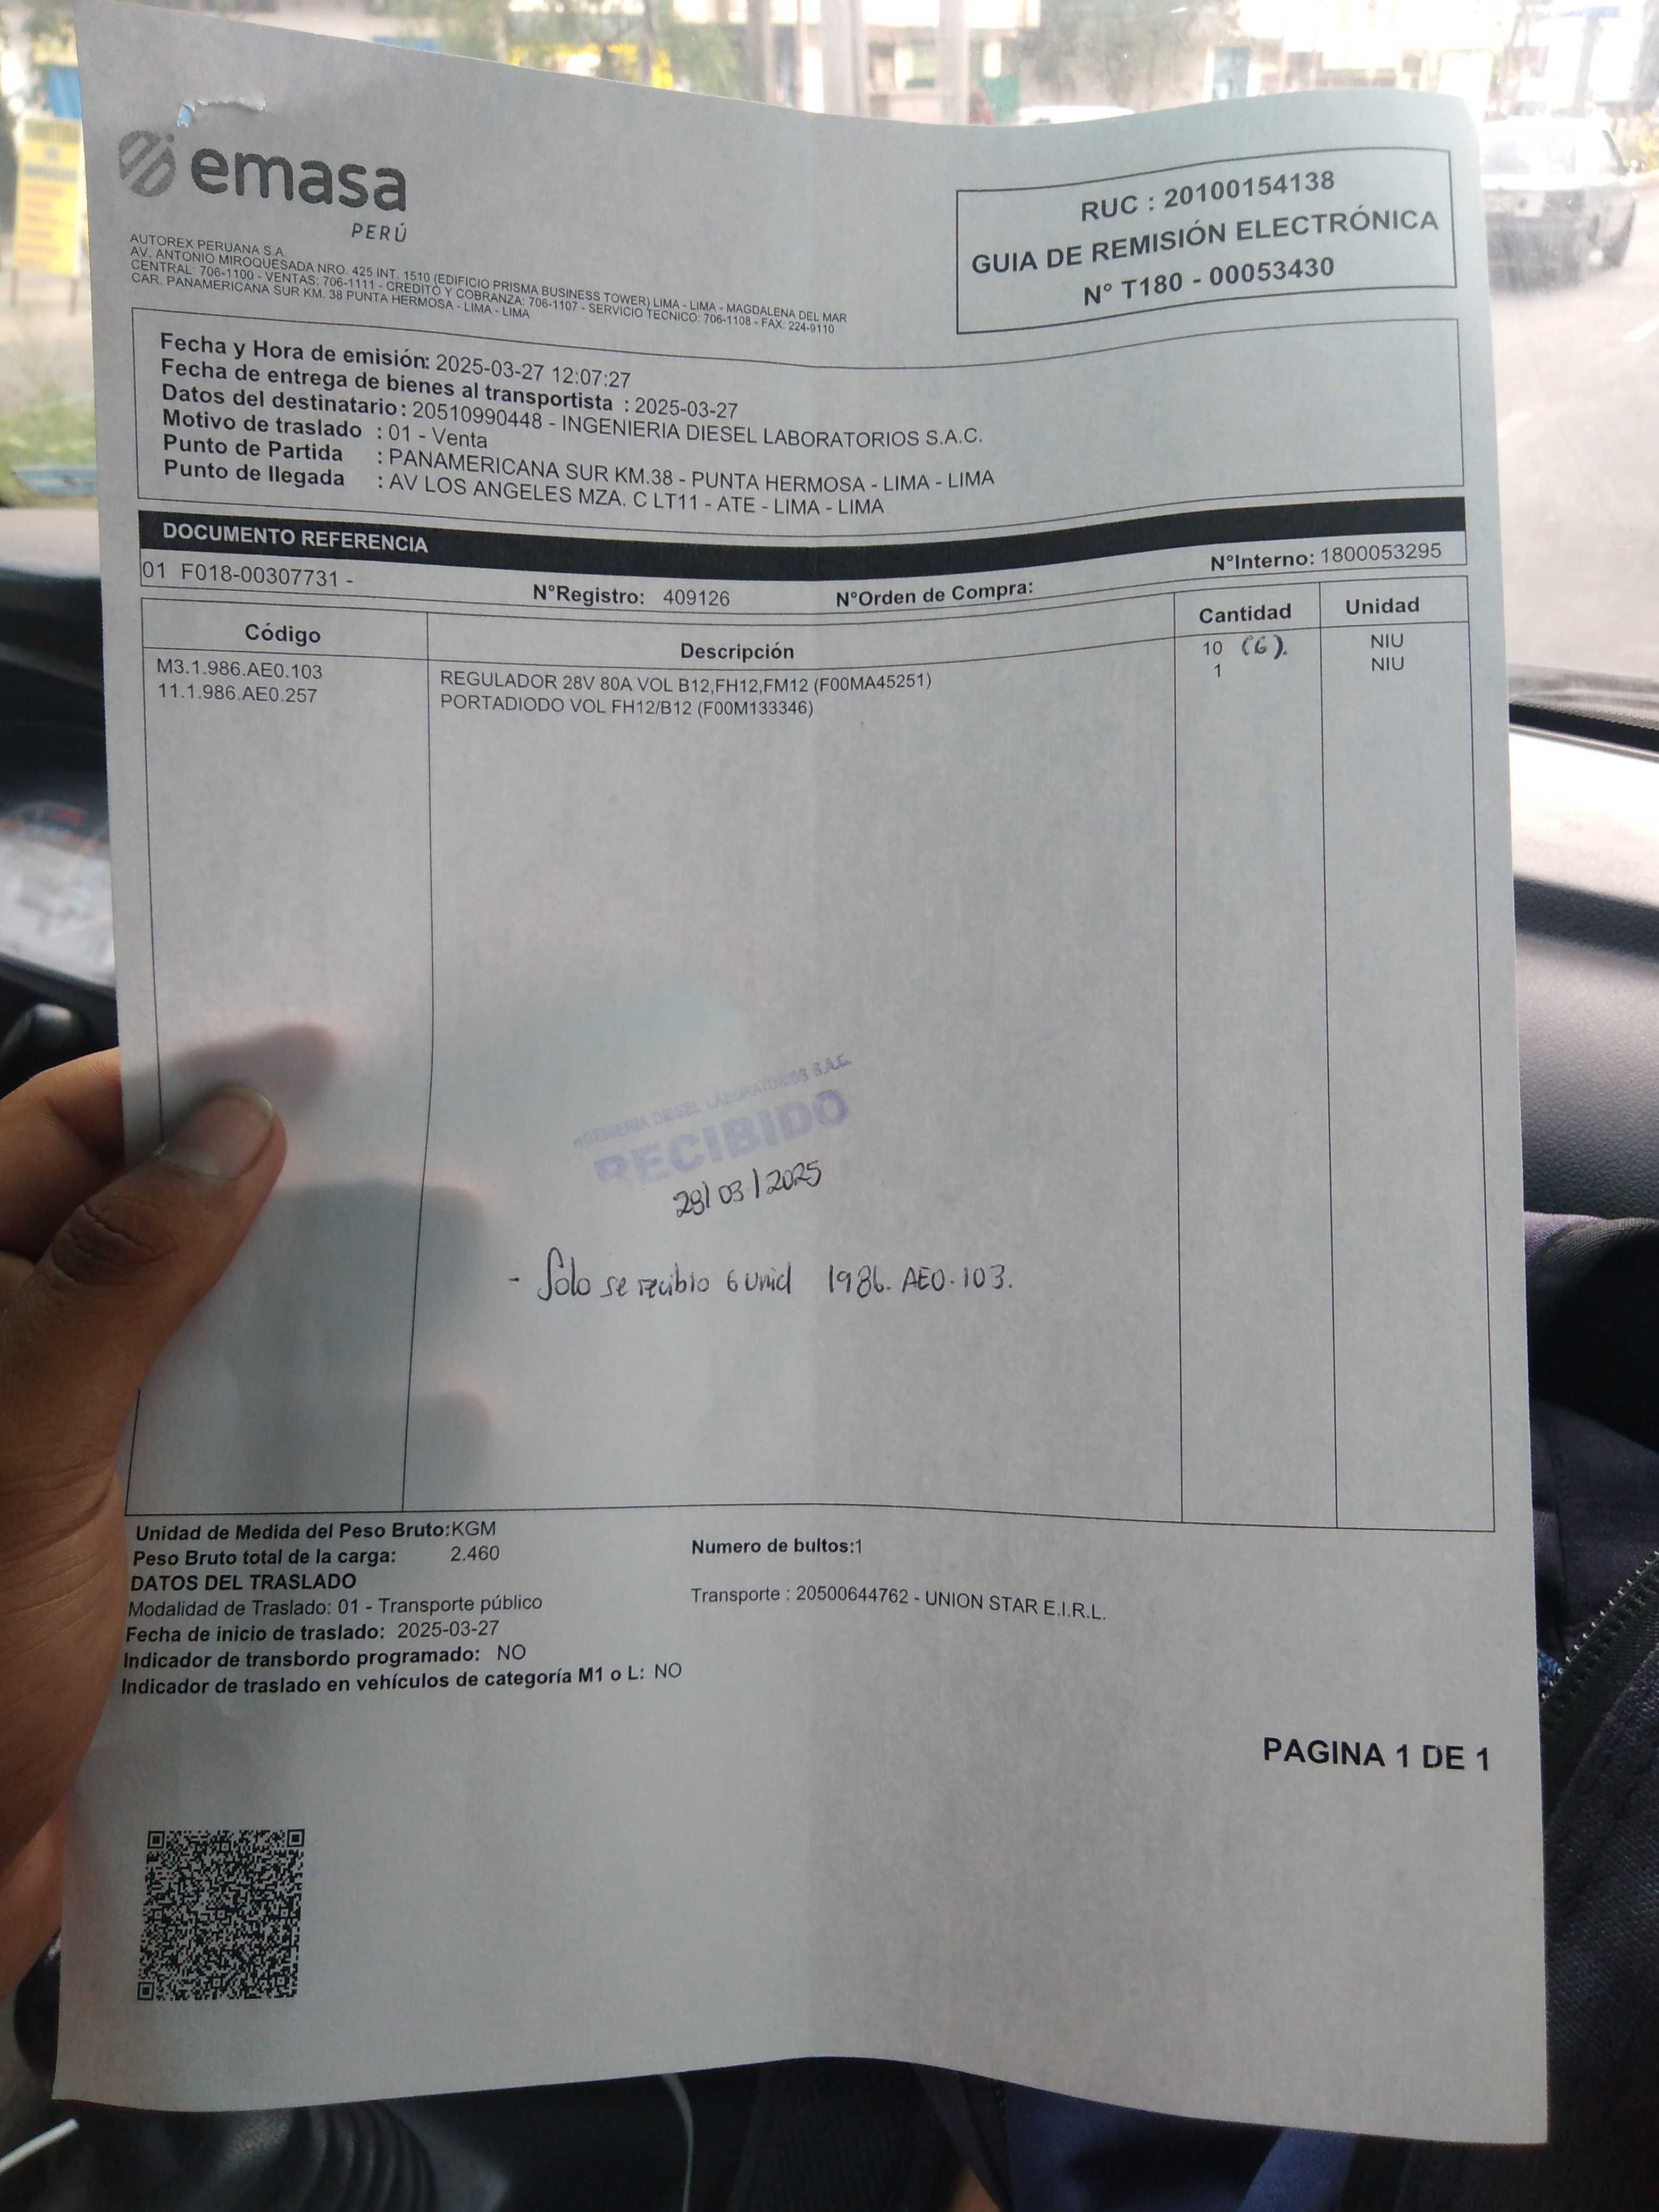 emasa
PERÚ
AUTOREX PERUANA S.A.
AV. ANTONIO MIROQUESADA NRO. 425 INT. 1510 (EDIFICIO PRISMA BUSINESS TOWER) LIMA - LIMA - MAGDALENA DEL MAR
CENTRAL: 706-1100 - VENTAS: 706-1111 - CREDITO Y COBRANZA: 706-1107 - SERVICIO TECNICO: 706-1108 - FAX: 224-9110
CAR. PANAMERICANA SUR KM. 38 PUNTA HERMOSA - LIMA - LIMA
RUC : 20100154138
GUIA DE REMISIÓN ELECTRÓNICA
N° T180 - 00053430
Fecha y Hora de emisión: 2025-03-27 12:07:27
Fecha de entrega de bienes al transportista : 2025-03-27
Datos del destinatario : 20510990448 - INGENIERIA DIESEL LABORATORIOS S.A.C.
Motivo de traslado : 01 - Venta
Punto de Partida : PANAMERICANA SUR KM.38 - PUNTA HERMOSA - LIMA - LIMA
Punto de llegada : AV LOS ANGELES MZA. C LT11 - ATE - LIMA - LIMA
DOCUMENTO REFERENCIA
01 F018-00307731 - N°Registro: 409126 N°Orden de Compra: N°Interno: 1800053295
Código Descripción Cantidad Unidad
M3.1.986.AE0.103 REGULADOR 28V 80A VOL B12,FH12,FM12 (F00MA45251) 10 (6). NIU
11.1.986.AE0.257 PORTADIODO VOL FH12/B12 (F00M133346) 1 NIU
INGENIERIA DIESEL LABORATORIOS S.A.C.
RECIBIDO
29/03/2025
- Solo se recibio 6 unid 1986. AEO.103.
Unidad de Medida del Peso Bruto:KGM
Peso Bruto total de la carga: 2.460 Numero de bultos:1
DATOS DEL TRASLADO
Modalidad de Traslado: 01 - Transporte público Transporte : 20500644762 - UNION STAR E.I.R.L.
Fecha de inicio de traslado: 2025-03-27
Indicador de transbordo programado: NO
Indicador de traslado en vehículos de categoría M1 o L: NO
PAGINA 1 DE 1